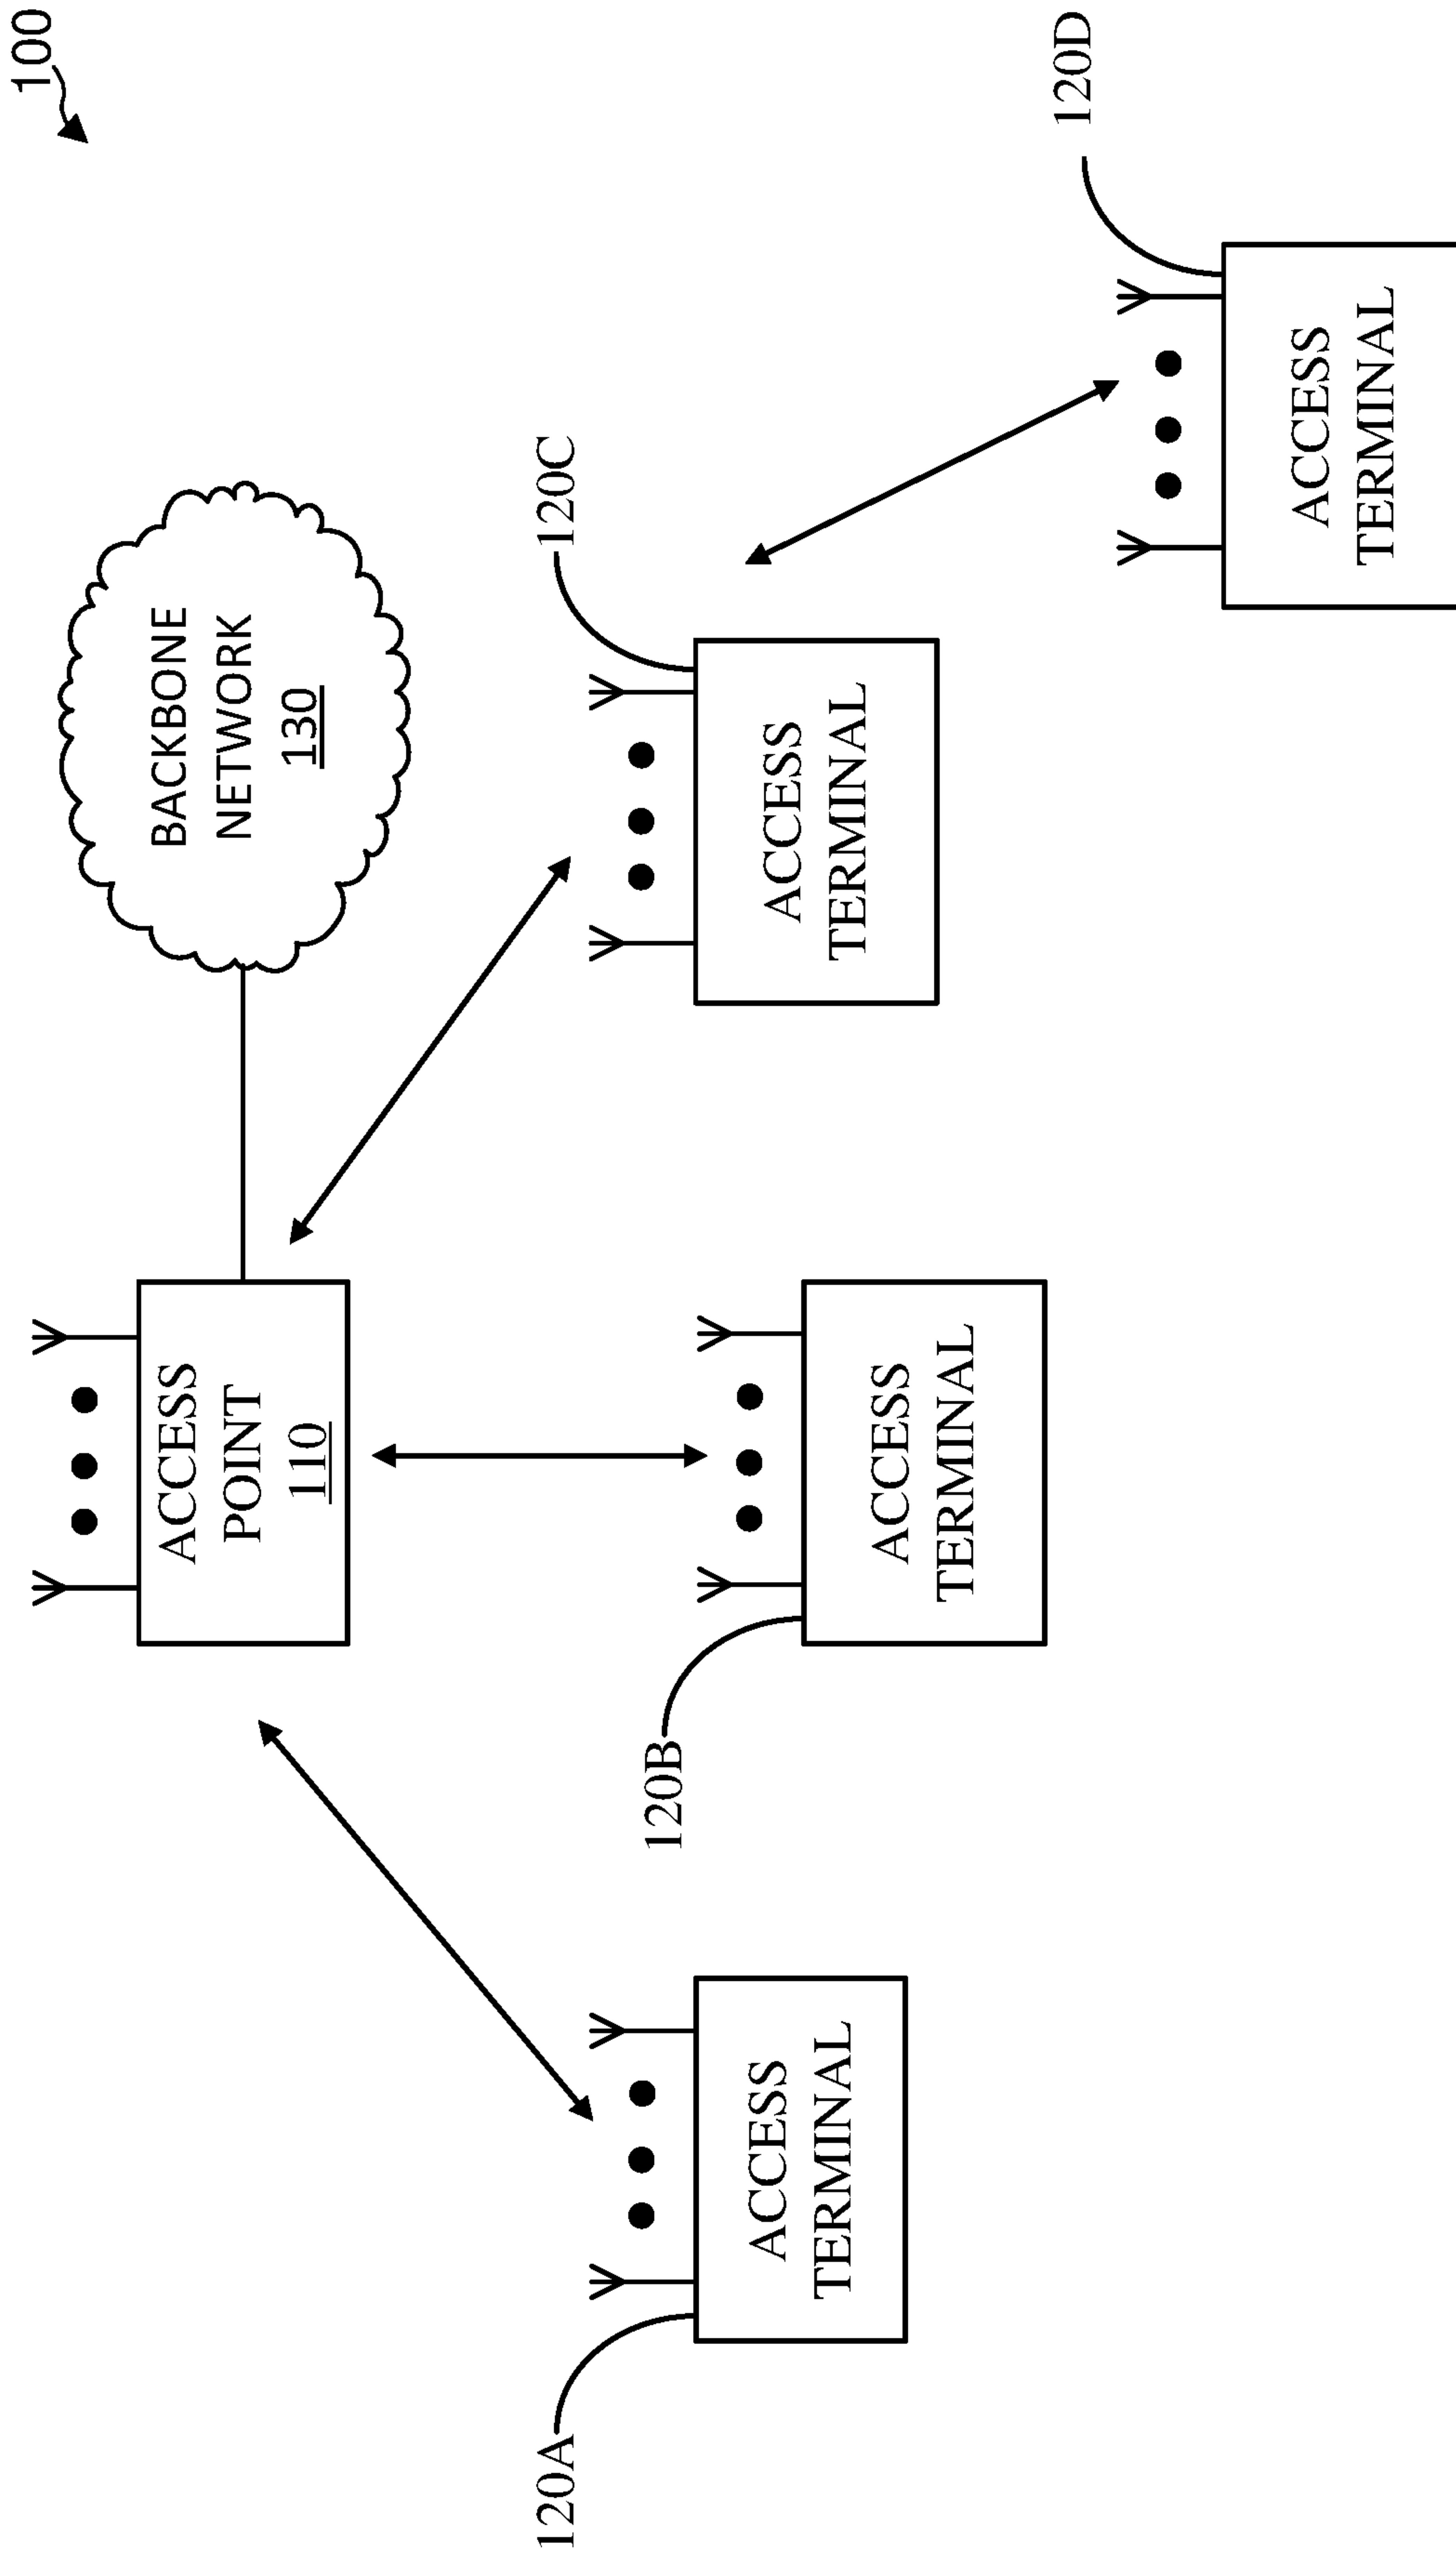 100
ACCESS
POINT
110
BACKBONE
NETWORK
130
120A
ACCESS
TERMINAL
120B
ACCESS
TERMINAL
120C
ACCESS
TERMINAL
120D
ACCESS
TERMINAL